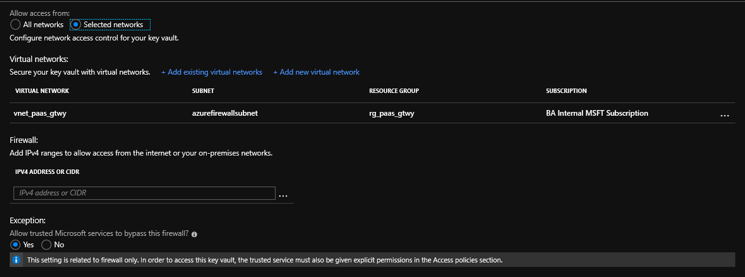 Allow access from:
All networks Selected networks
Configure network access control for your key vault.
Virtual networks:
Secure your key vault with virtual networks. + Add existing virtual networks + Add new virtual network
VIRTUAL NETWORK SUBNET RESOURCE GROUP SUBSCRIPTION
vnet_paas_gtwy azurefirewallsubnet rg_paas_gtwy BA Internal MSFT Subscription ...
Firewall:
Add IPv4 ranges to allow access from the internet or your on-premises networks.
IPV4 ADDRESS OR CIDR
IPv4 address or CIDR ...
Exception:
Allow trusted Microsoft services to bypass this firewall?
Yes No
This setting is related to firewall only. In order to access this key vault, the trusted service must also be given explicit permissions in the Access policies section.